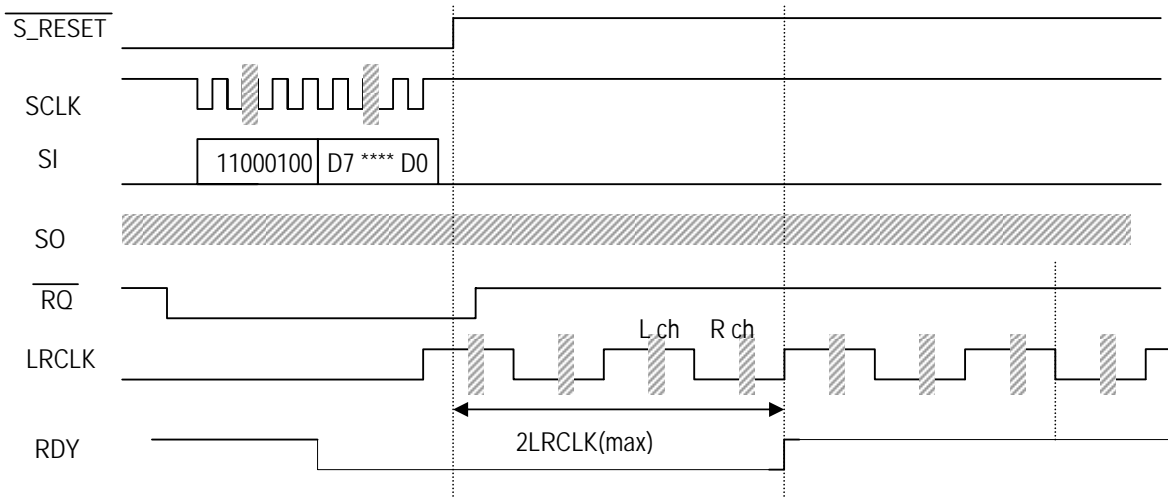 S_RESET
SCLK
SI
11000100 D7 **** D0
SO
RQ
L ch R ch
LRCLK
2LRCLK(max)
RDY